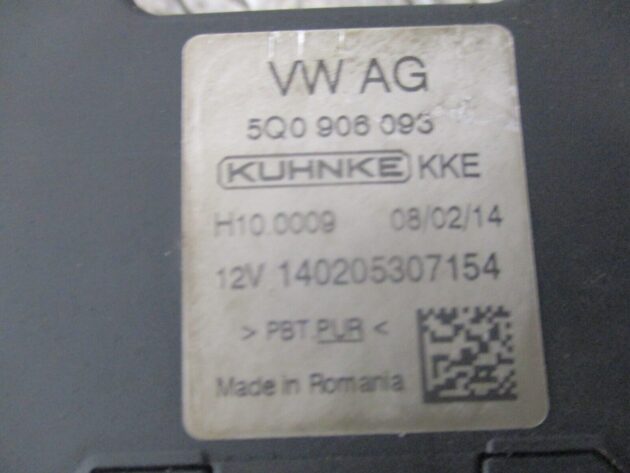 VW AG
5Q0 906 093
KUHNKE KKE
H10.0009 08/02/14
12V 140205307154
> PBT PUR <
Made in Romania